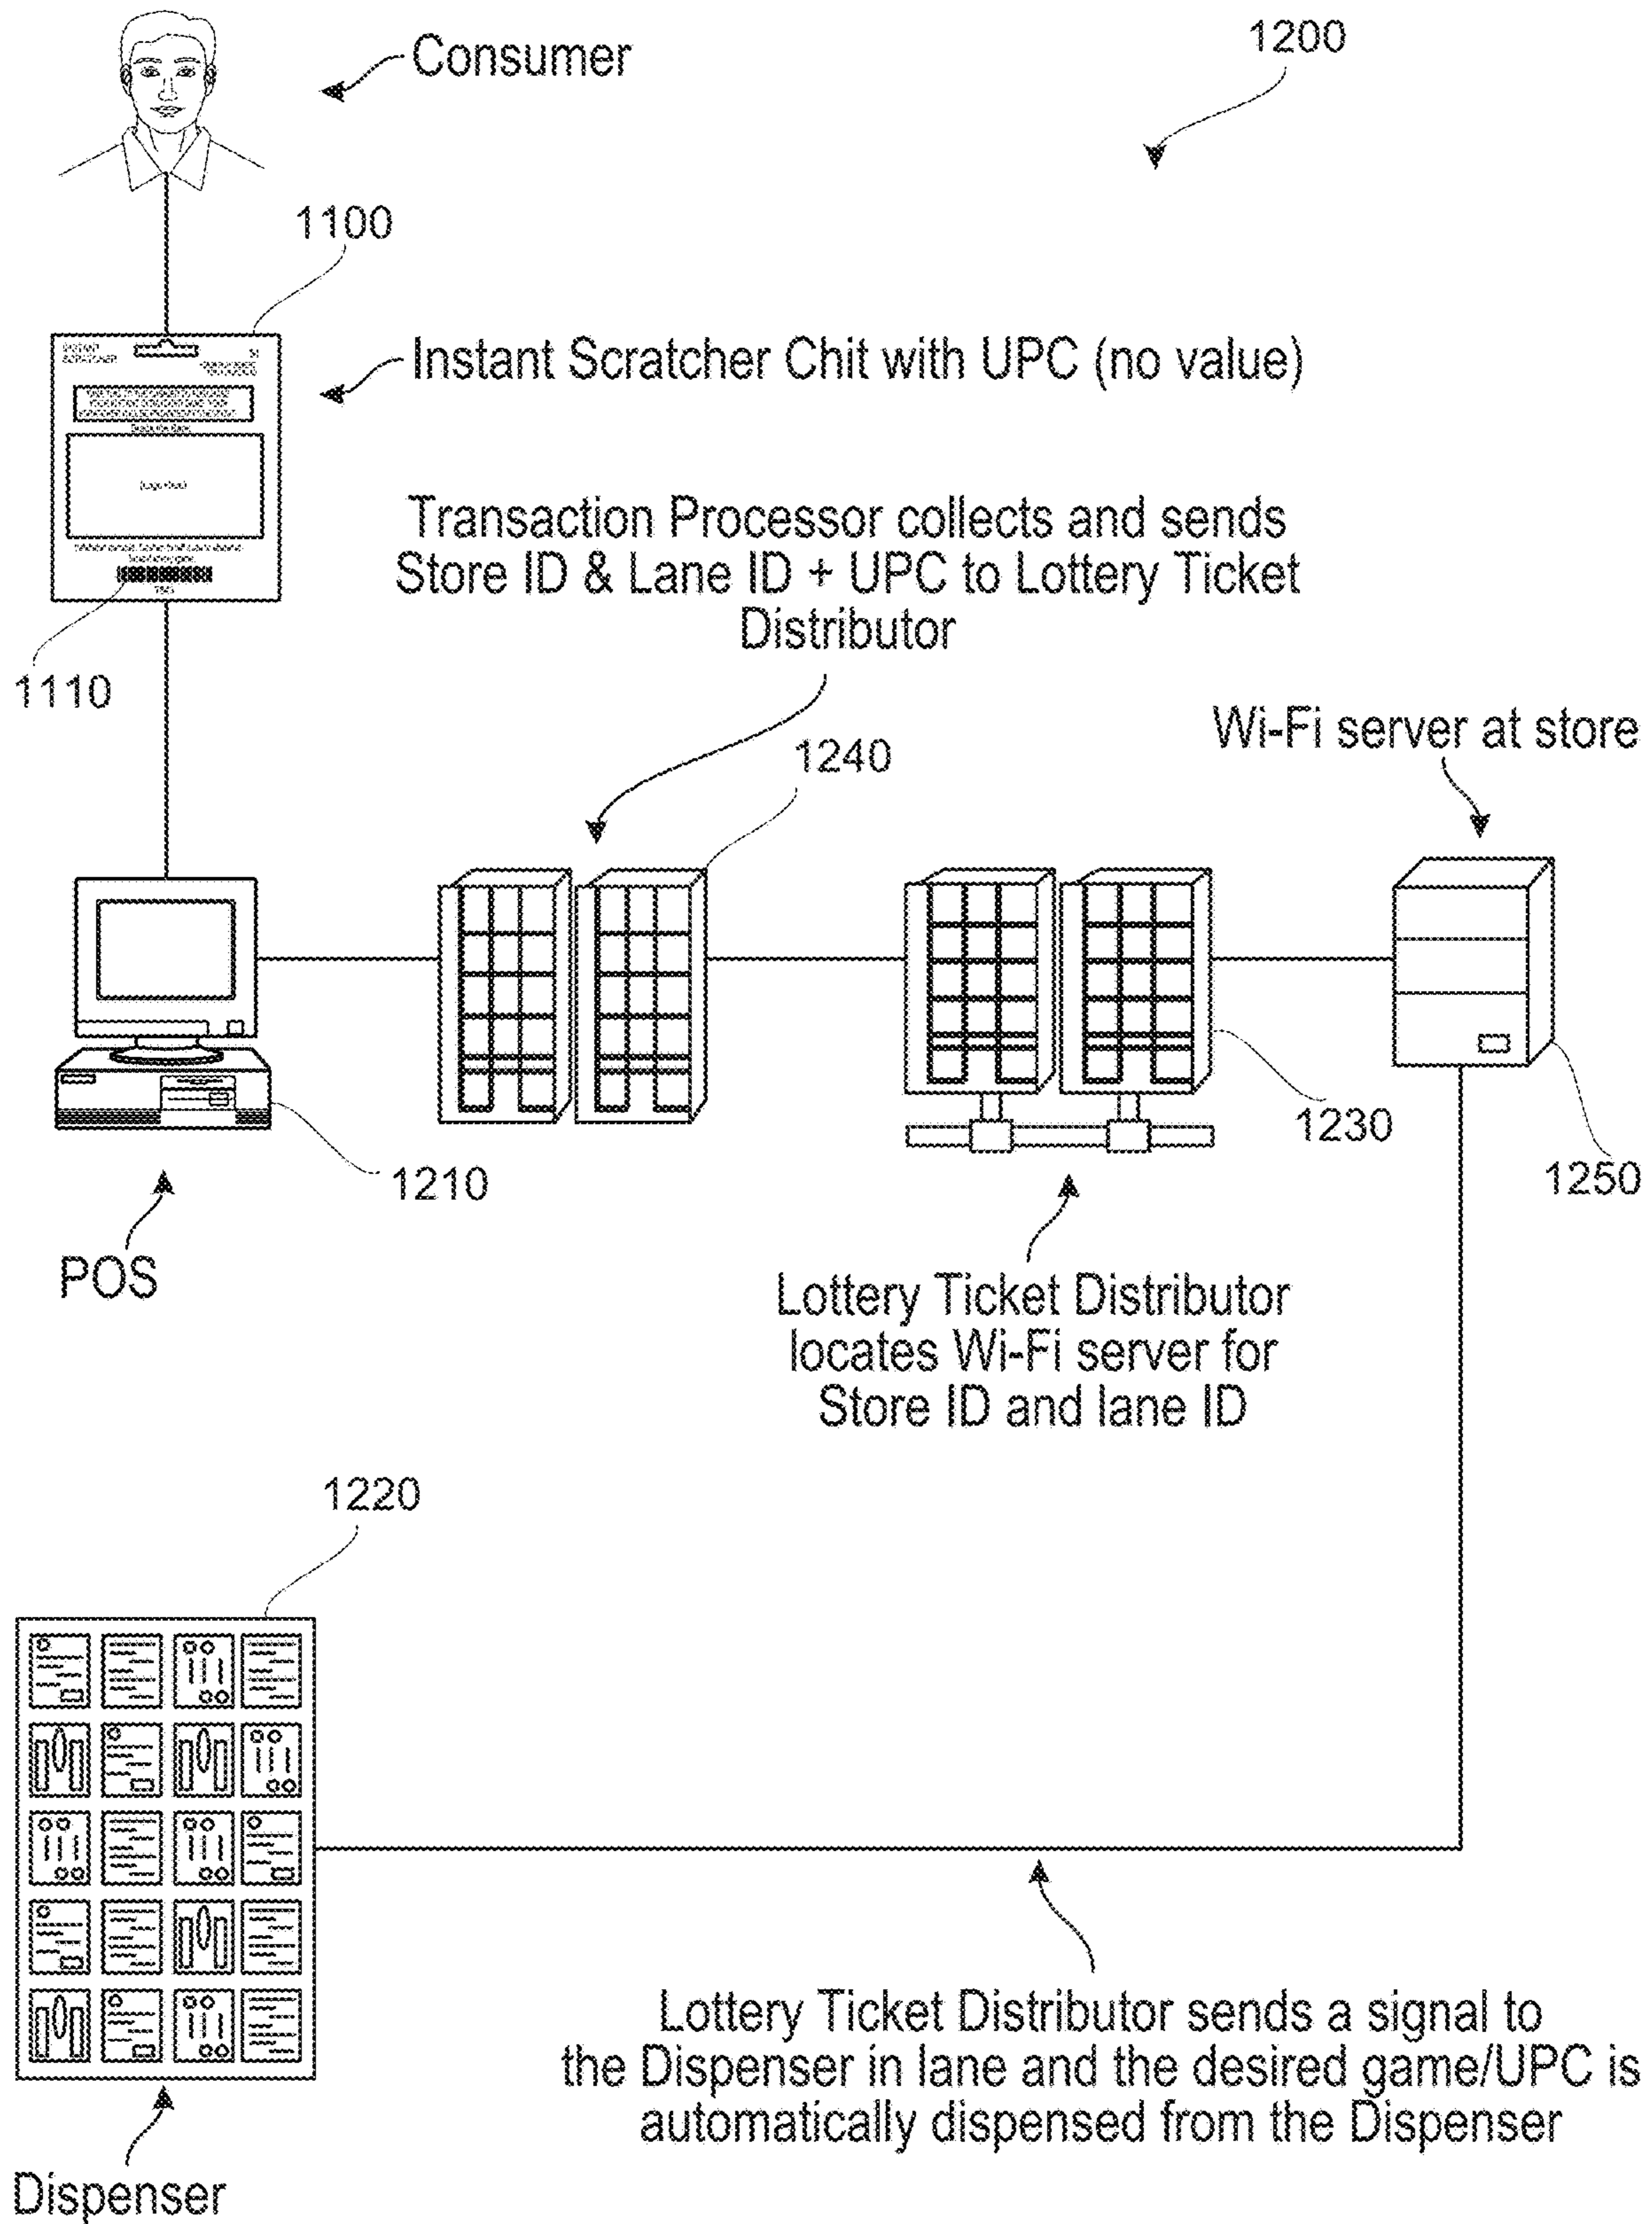 Consumer
1200
1100
INSTANT
SCRATCHER
Instant Scratcher Chit with UPC (no value)
Transaction Processor collects and sends
Store ID & Lane ID + UPC to Lottery Ticket
Distributor
1110
1240
Wi-Fi server at store
1210
POS
1230
1250
Lottery Ticket Distributor
locates Wi-Fi server for
Store ID and lane ID
1220
Lottery Ticket Distributor sends a signal to
the Dispenser in lane and the desired game/UPC is
automatically dispensed from the Dispenser
Dispenser